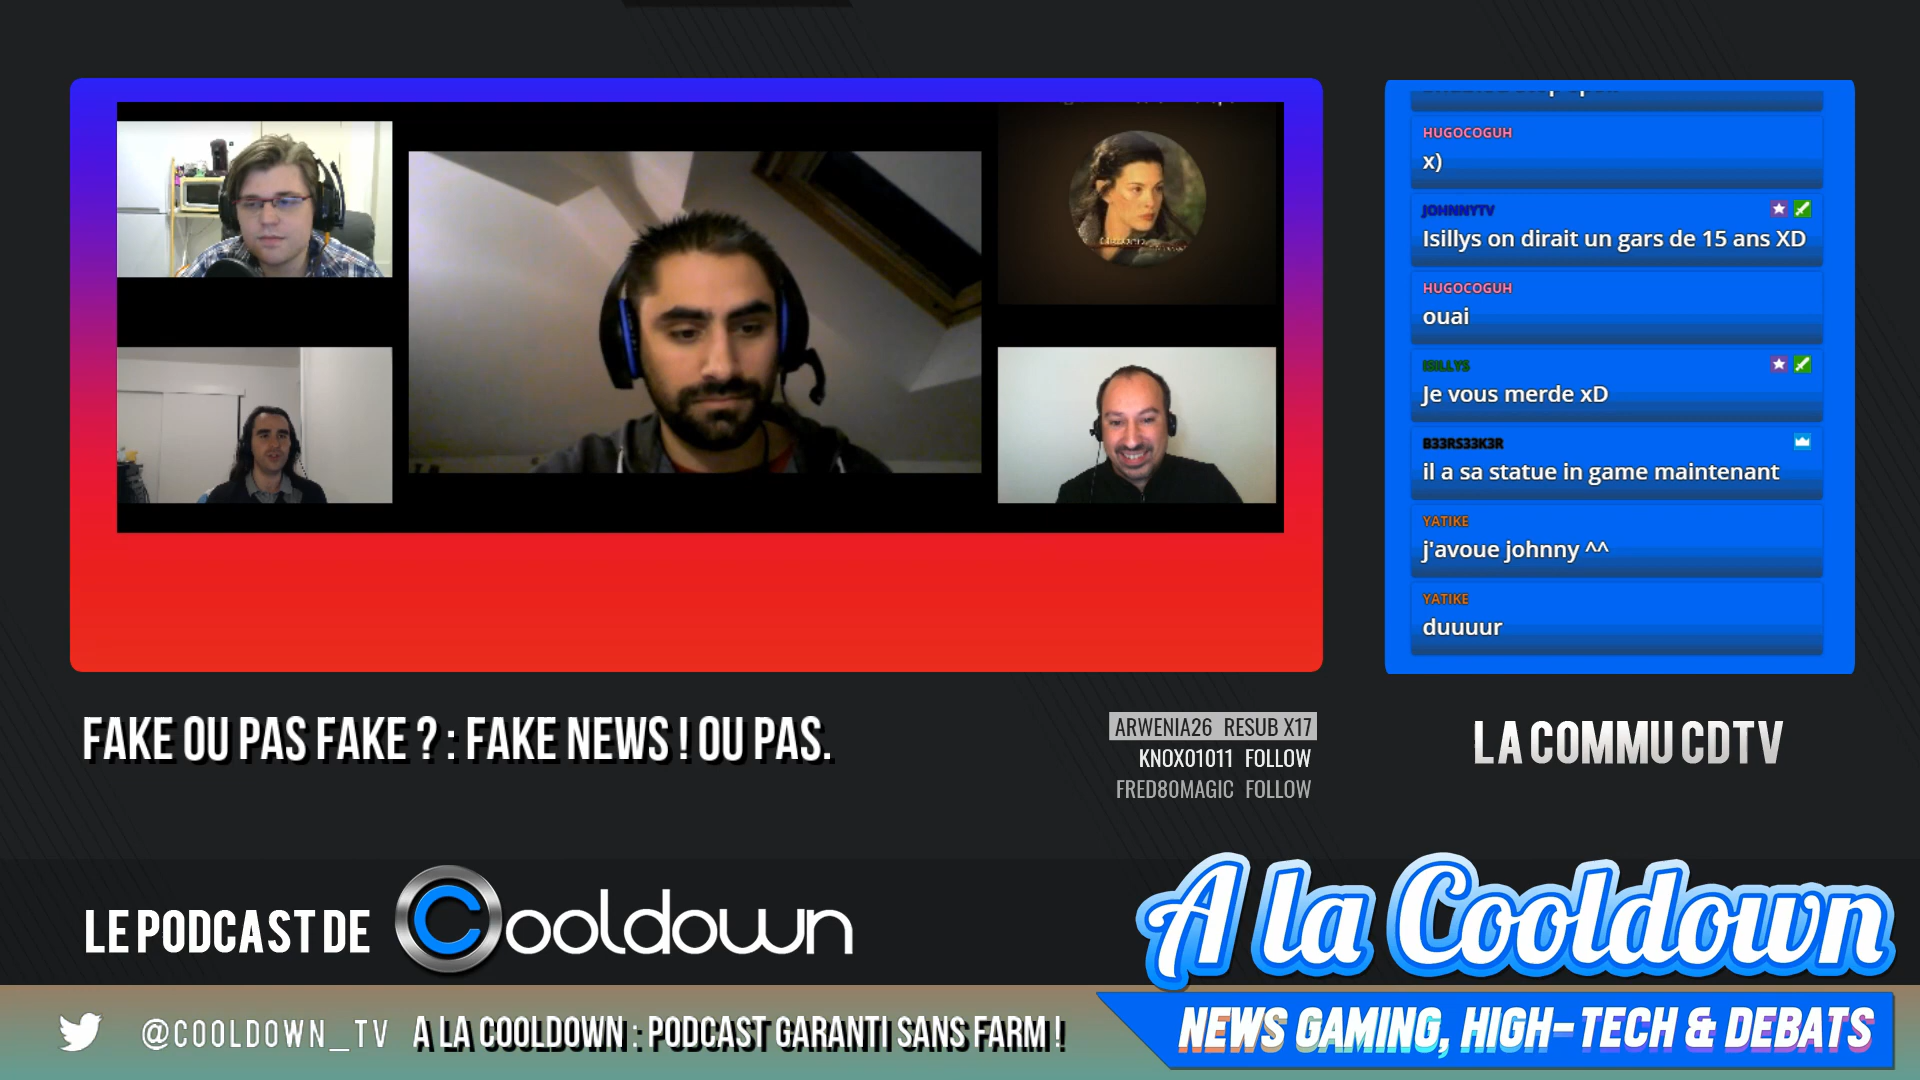 HUGOCOGUH
x)
JOHNNYTV
Isillys on dirait un gars de 15 ans XD
HUGOCOGUH
ouai
ISILLYS
Je vous merde xD
B33RS33K3R
il a sa statue in game maintenant
YATIKE
j'avoue johnny ^^
YATIKE
duuuur
FAKE OU PAS FAKE ? : FAKE NEWS ! OU PAS.
ARWENIA26 RESUB X17
KNOX01011 FOLLOW
FRED80MAGIC FOLLOW
LA COMMU CDTV
LE PODCAST DE Cooldown
A la Cooldown
NEWS GAMING, HIGH-TECH & DEBATS
@COOLDOWN_TV A LA COOLDOWN : PODCAST GARANTI SANS FARM !